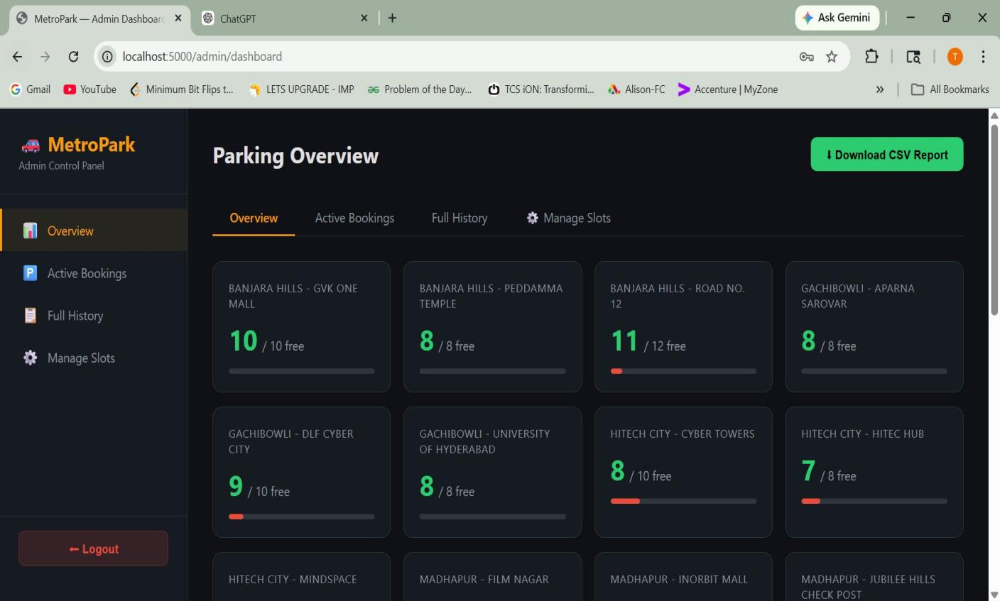 MetroPark — Admin Dashboard
ChatGPT
Ask Gemini
localhost:5000/admin/dashboard
T
Gmail
YouTube
Minimum Bit Flips t...
LETS UPGRADE - IMP
Problem of the Day...
TCS iON: Transformi...
Alison-FC
Accenture | MyZone
All Bookmarks
MetroPark
Admin Control Panel
Overview
P
Active Bookings
Full History
Manage Slots
← Logout
Parking Overview
⬇ Download CSV Report
Overview
Active Bookings
Full History
Manage Slots
BANJARA HILLS - GVK ONE
MALL
10 / 10 free
BANJARA HILLS - PEDDAMMA
TEMPLE
8 / 8 free
BANJARA HILLS - ROAD NO.
12
11 / 12 free
GACHIBOWLI - APARNA
SAROVAR
8 / 8 free
GACHIBOWLI - DLF CYBER
CITY
9 / 10 free
GACHIBOWLI - UNIVERSITY
OF HYDERABAD
8 / 8 free
HITECH CITY - CYBER TOWERS
8 / 10 free
HITECH CITY - HITEC HUB
7 / 8 free
HITECH CITY - MINDSPACE
MADHAPUR - FILM NAGAR
MADHAPUR - INORBIT MALL
MADHAPUR - JUBILEE HILLS
CHECK POST